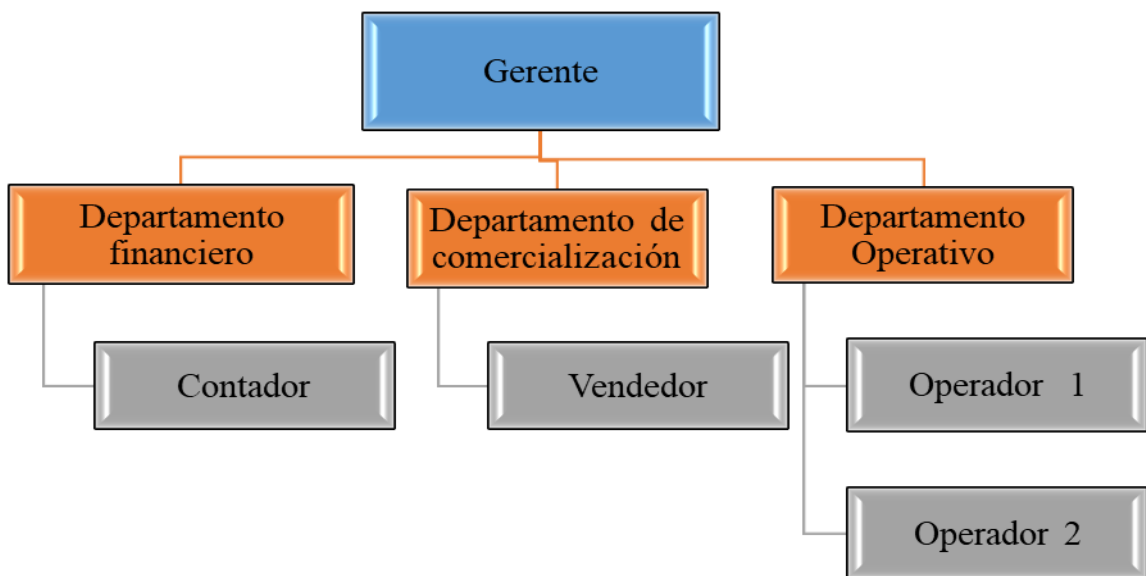 Gerente
Departamento
financiero
Departamento de
comercialización
Departamento
Operativo
Contador
Vendedor
Operador 1
Operador 2